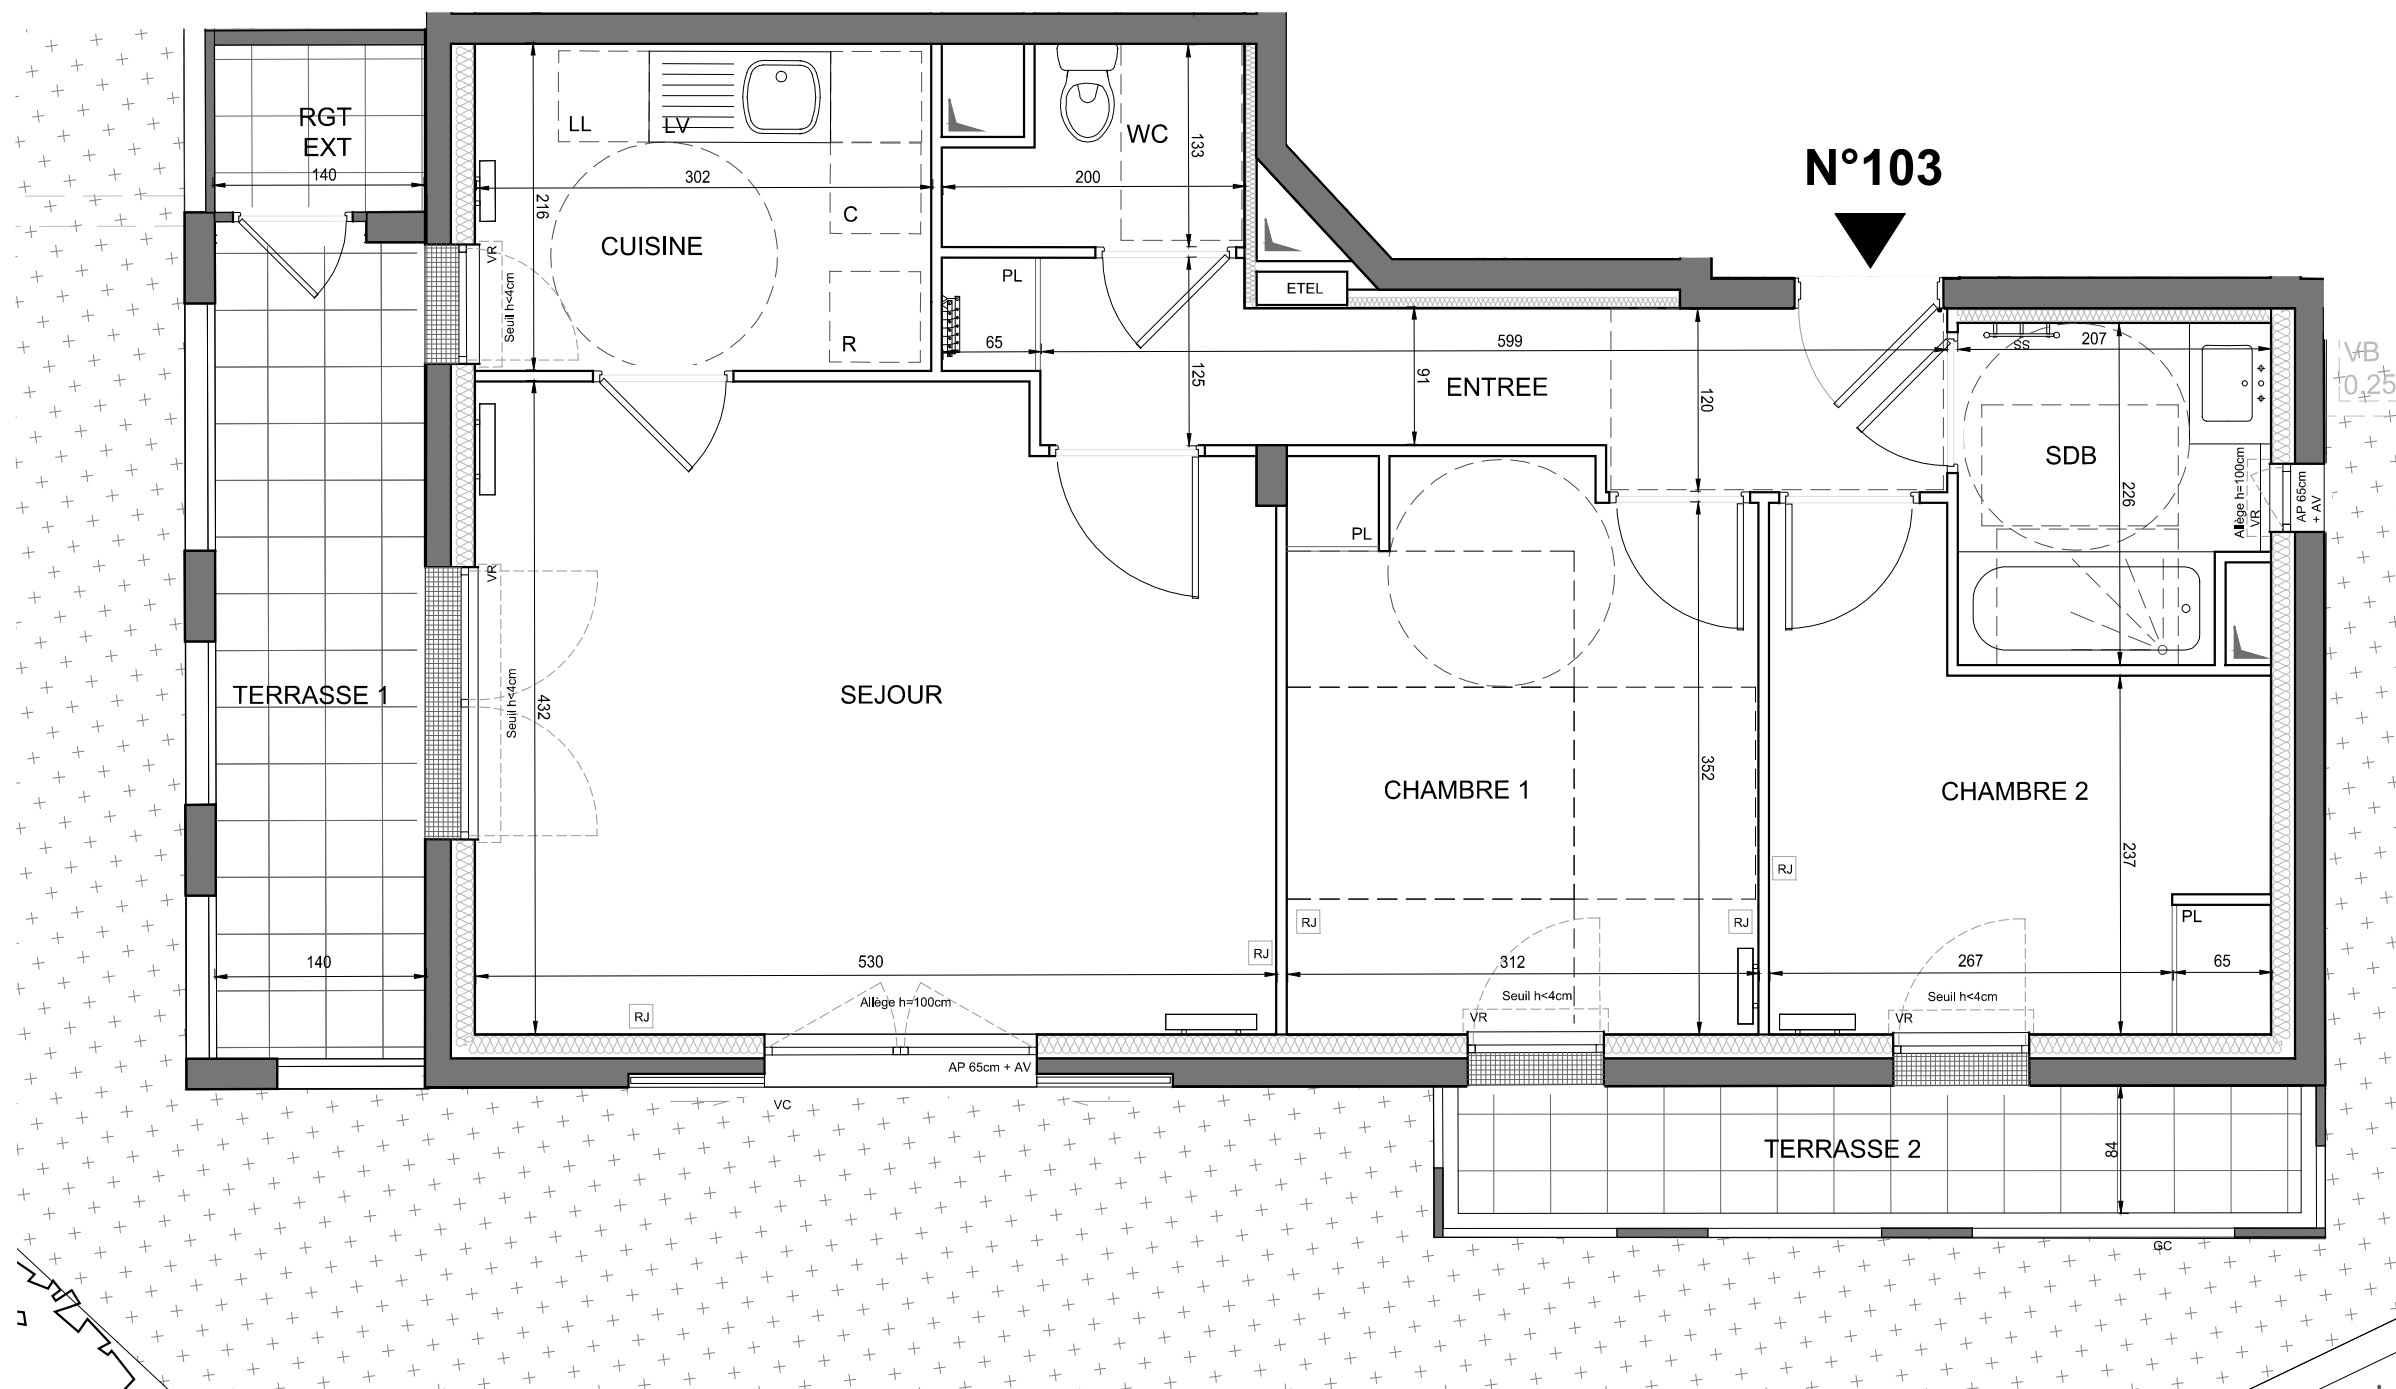 RGT
EXT
140
LL
LV
302
216
C
CUISINE
R
VR
Seuil h<4cm
WC
133
200
PL
65
125
ETEL
N°103
599
91
ENTREE
120
SS
207
SDB
226
Allège h=100cm
VR
AP 65cm
+ AV
VB
0,25
TERRASSE 1
140
VR
Seuil h<4cm
432
SEJOUR
530
RJ
RJ
Allège h=100cm
AP 65cm + AV
VC
PL
CHAMBRE 1
352
RJ
RJ
312
Seuil h<4cm
VR
CHAMBRE 2
237
RJ
PL
267
65
Seuil h<4cm
VR
TERRASSE 2
84
GC